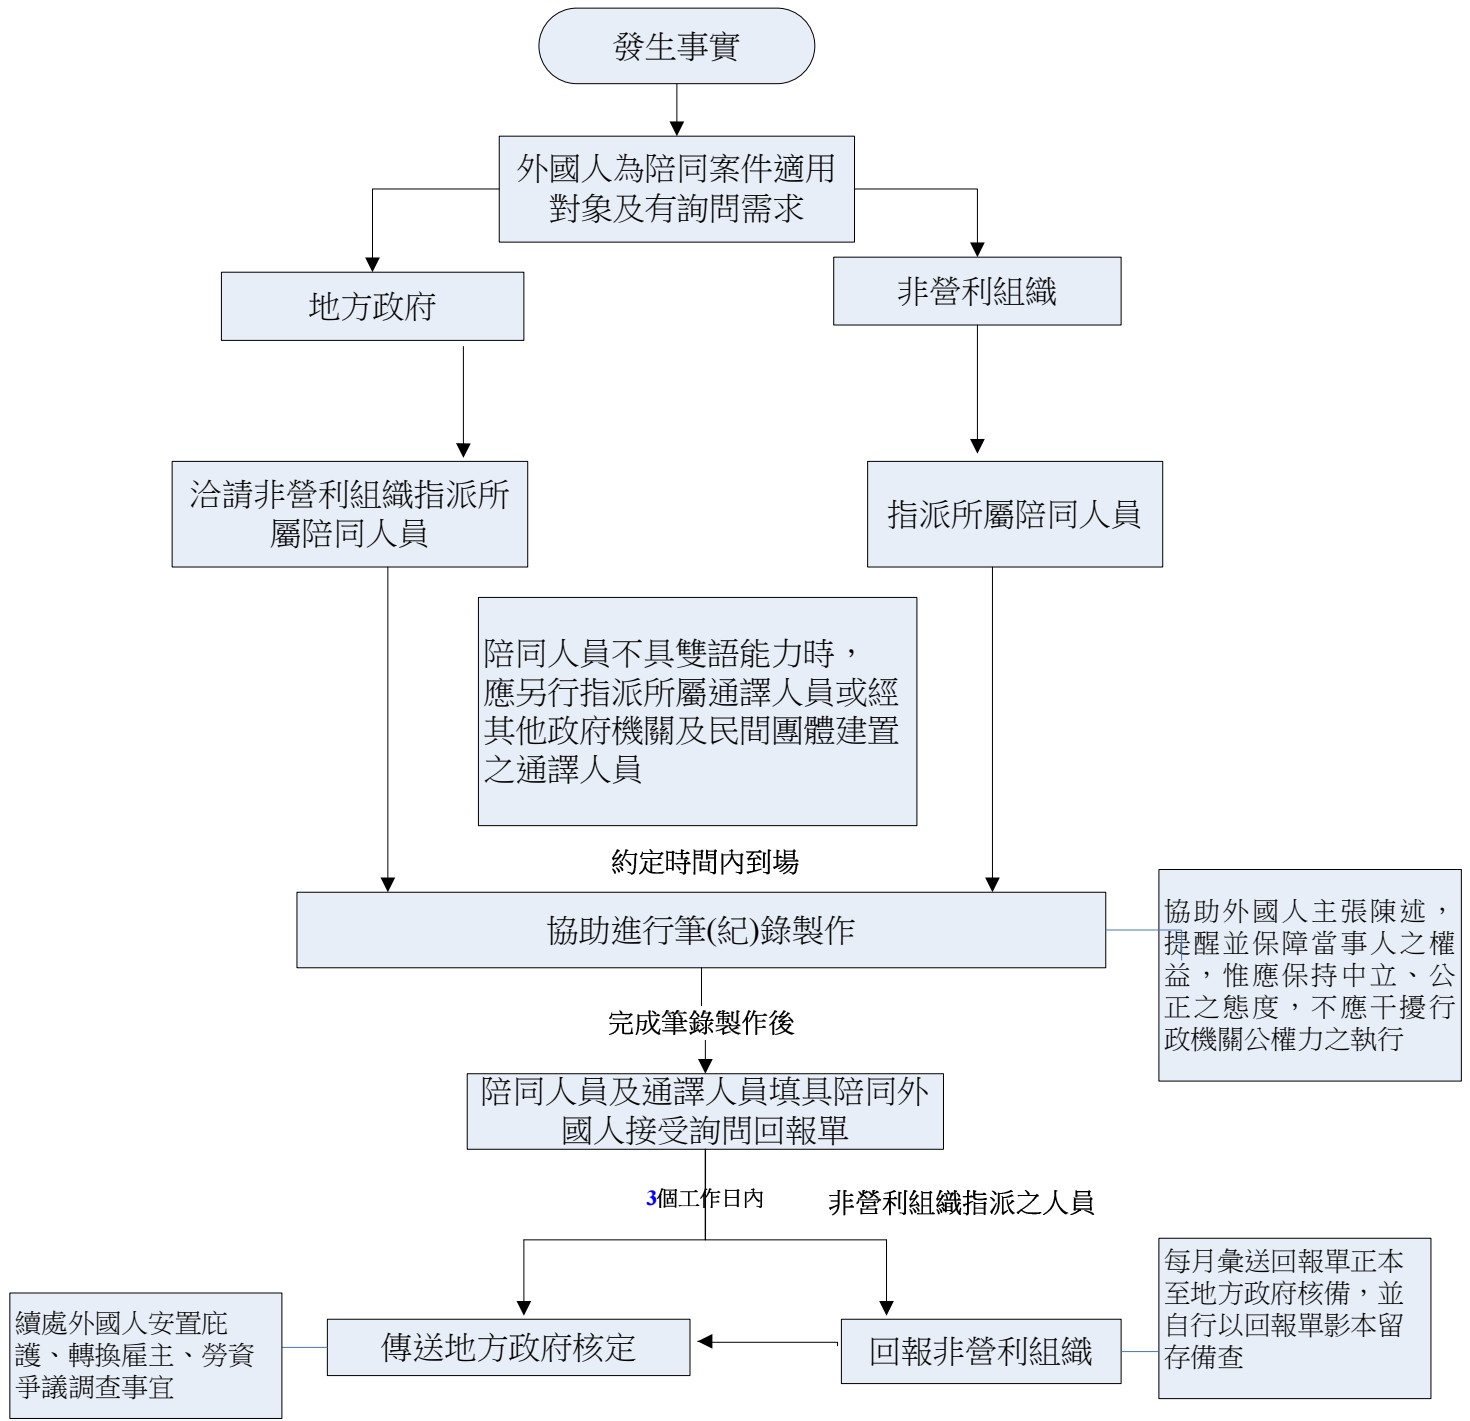 發生事實
外國人為陪同案件適用
對象及有詢問需求
地方政府
非營利組織
洽請非營利組織指派所
屬陪同人員
指派所屬陪同人員
陪同人員不具雙語能力時，
應另行指派所屬通譯人員或經
其他政府機關及民間團體建置
之通譯人員
約定時間內到場
協助進行筆(紀)錄製作
協助外國人主張陳述，
提醒並保障當事人之權
益，惟應保持中立、公
正之態度，不應干擾行
政機關公權力之執行
完成筆錄製作後
陪同人員及通譯人員填具陪同外
國人接受詢問回報單
3個工作日內
非營利組織指派之人員
續處外國人安置庇
護、轉換雇主、勞資
爭議調查事宜
傳送地方政府核定
回報非營利組織
每月彙送回報單正本
至地方政府核備，並
自行以回報單影本留
存備查